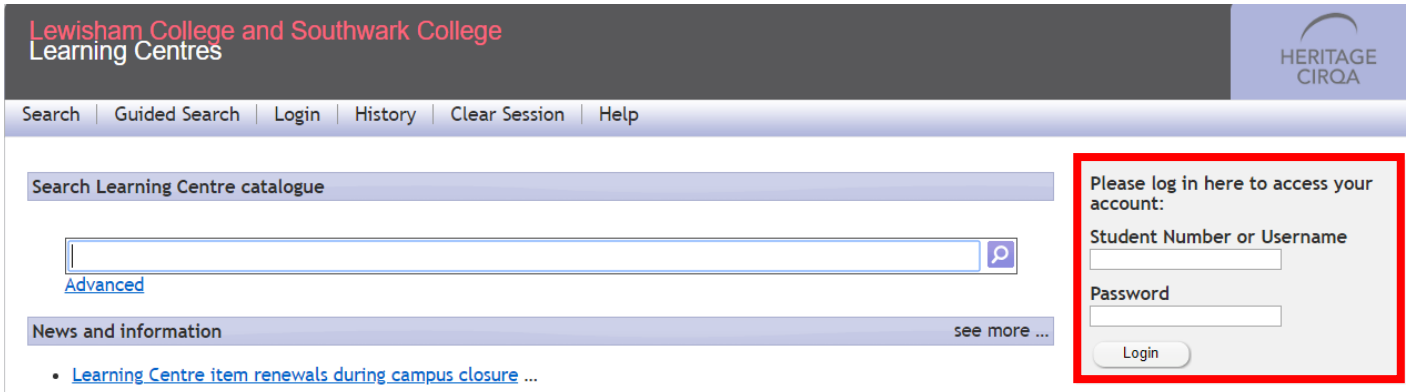 Lewisham College and Southwark College
Learning Centres
HERITAGE
CIRQA
Search | Guided Search | Login | History | Clear Session | Help
Search Learning Centre catalogue
Advanced
News and information see more ...
• Learning Centre item renewals during campus closure ...
Please log in here to access your
account:
Student Number or Username
Password
Login